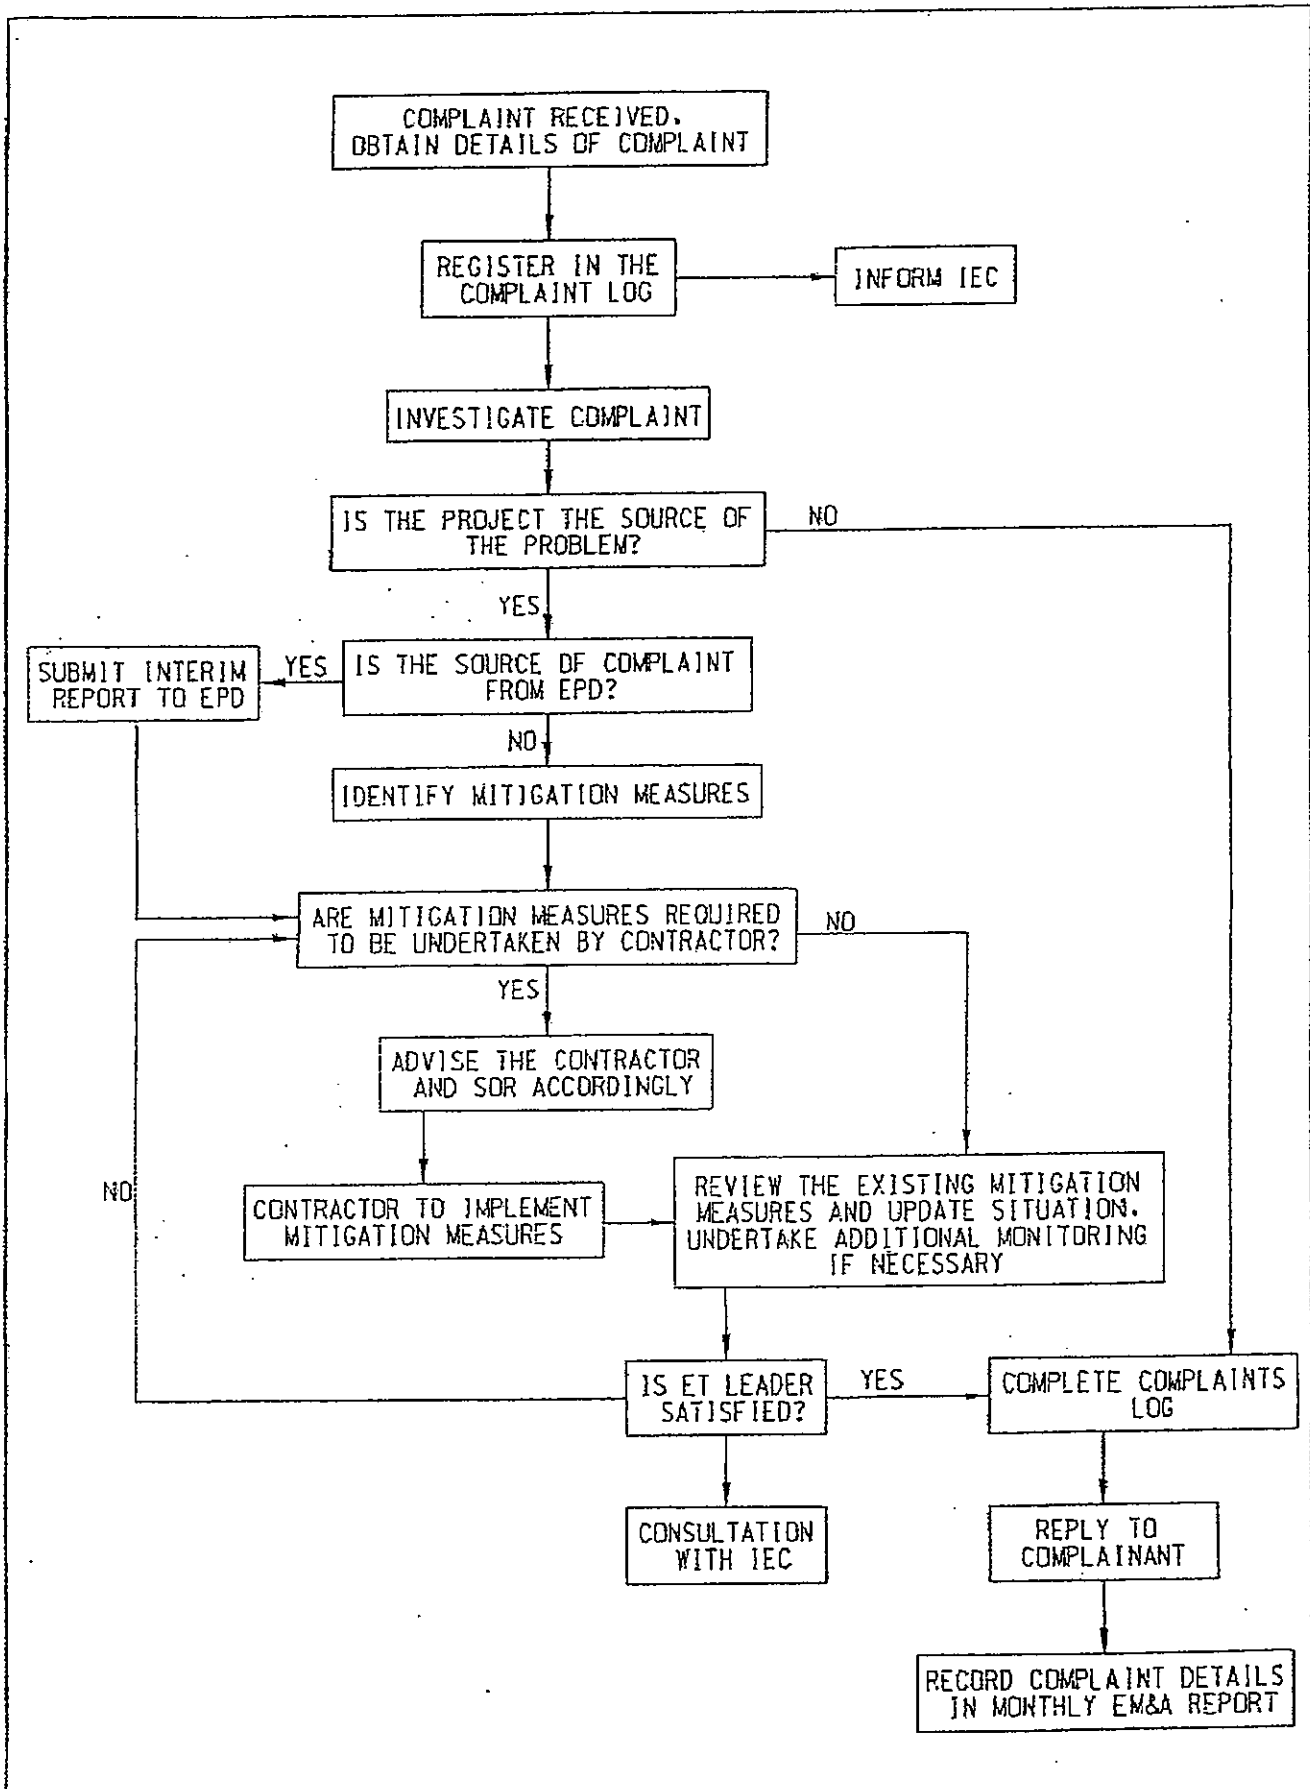 COMPLAINT RECEIVED.
OBTAIN DETAILS OF COMPLAINT
REGISTER IN THE
COMPLAINT LOG
INFORM IEC
INVESTIGATE COMPLAINT
IS THE PROJECT THE SOURCE OF
THE PROBLEM?
NO
YES
IS THE SOURCE OF COMPLAINT
FROM EPD?
YES
SUBMIT INTERIM
REPORT TO EPD
NO
IDENTIFY MITIGATION MEASURES
ARE MITIGATION MEASURES REQUIRED
TO BE UNDERTAKEN BY CONTRACTOR?
NO
YES
ADVISE THE CONTRACTOR
AND SOR ACCORDINGLY
NO
CONTRACTOR TO IMPLEMENT
MITIGATION MEASURES
REVIEW THE EXISTING MITIGATION
MEASURES AND UPDATE SITUATION.
UNDERTAKE ADDITIONAL MONITORING
IF NECESSARY
IS ET LEADER
SATISFIED?
YES
COMPLETE COMPLAINTS
LOG
CONSULTATION
WITH IEC
REPLY TO
COMPLAINANT
RECORD COMPLAINT DETAILS
IN MONTHLY EM&A REPORT